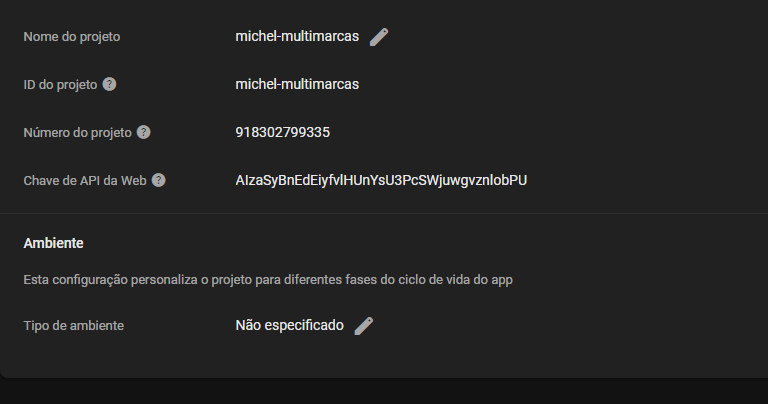 Nome do projeto michel-multimarcas
ID do projeto ? michel-multimarcas
Número do projeto ? 918302799335
Chave de API da Web ? AIzaSyBnEdEiyfvlHUnYsU3PcSWjuwgvznlobPU
Ambiente
Esta configuração personaliza o projeto para diferentes fases do ciclo de vida do app
Tipo de ambiente Não especificado